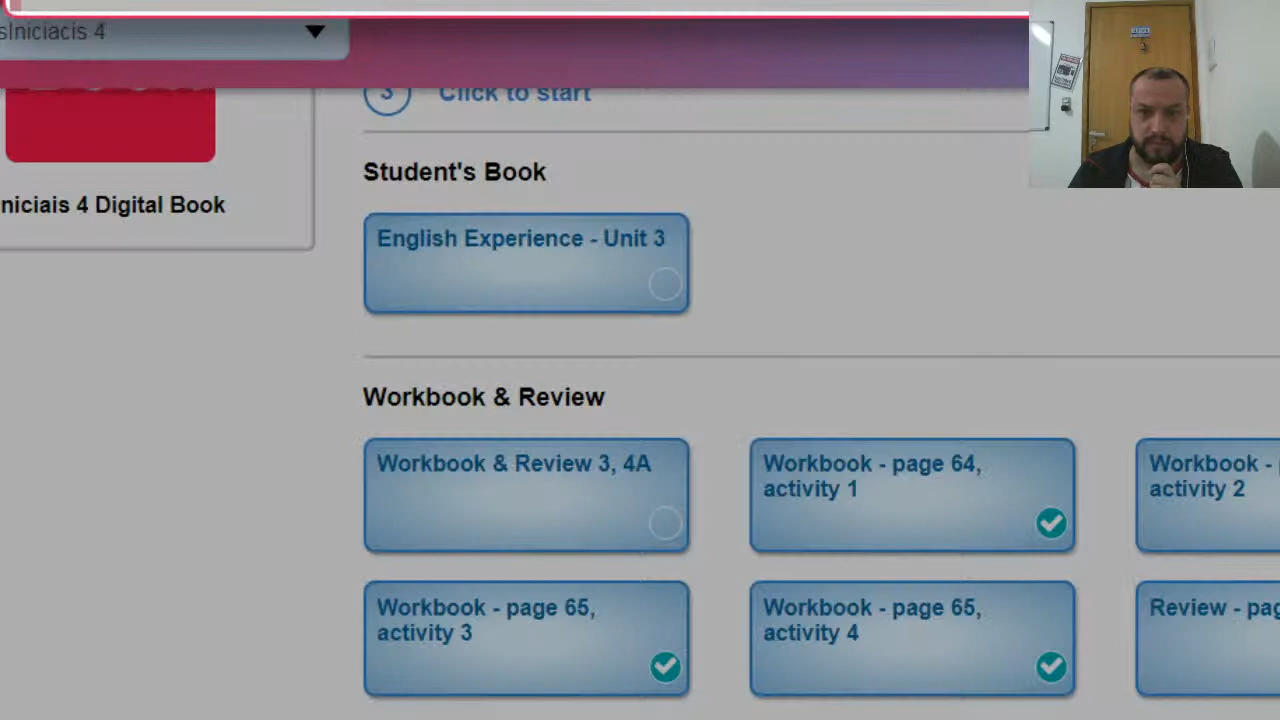 sIniciacis 4
3 Click to start
Student's Book
niciais 4 Digital Book
English Experience - Unit 3
Workbook & Review
Workbook & Review 3, 4A
Workbook - page 64,
activity 1
Workbook -
activity 2
Workbook - page 65,
activity 3
Workbook - page 65,
activity 4
Review - pag